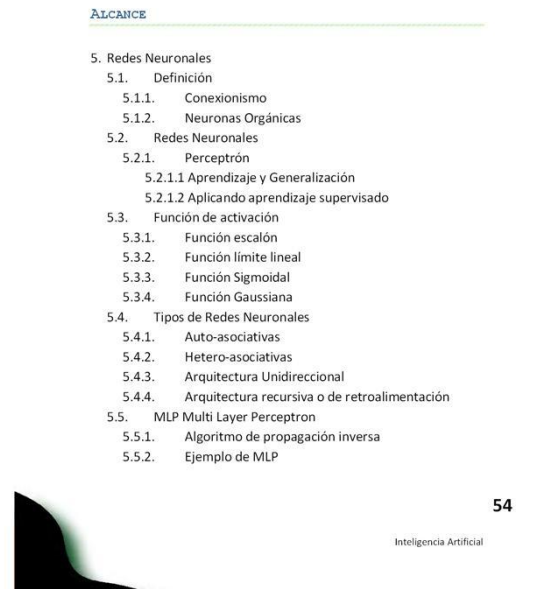 ALCANCE
5. Redes Neuronales
5.1. Definición
5.1.1. Conexionismo
5.1.2. Neuronas Orgánicas
5.2. Redes Neuronales
5.2.1. Perceptrón
5.2.1.1 Aprendizaje y Generalización
5.2.1.2 Aplicando aprendizaje supervisado
5.3. Función de activación
5.3.1. Función escalón
5.3.2. Función límite lineal
5.3.3. Función Sigmoidal
5.3.4. Función Gaussiana
5.4. Tipos de Redes Neuronales
5.4.1. Auto-asociativas
5.4.2. Hetero-asociativas
5.4.3. Arquitectura Unidireccional
5.4.4. Arquitectura recursiva o de retroalimentación
5.5. MLP Multi Layer Perceptron
5.5.1. Algoritmo de propagación inversa
5.5.2. Ejemplo de MLP
54
Inteligencia Artificial